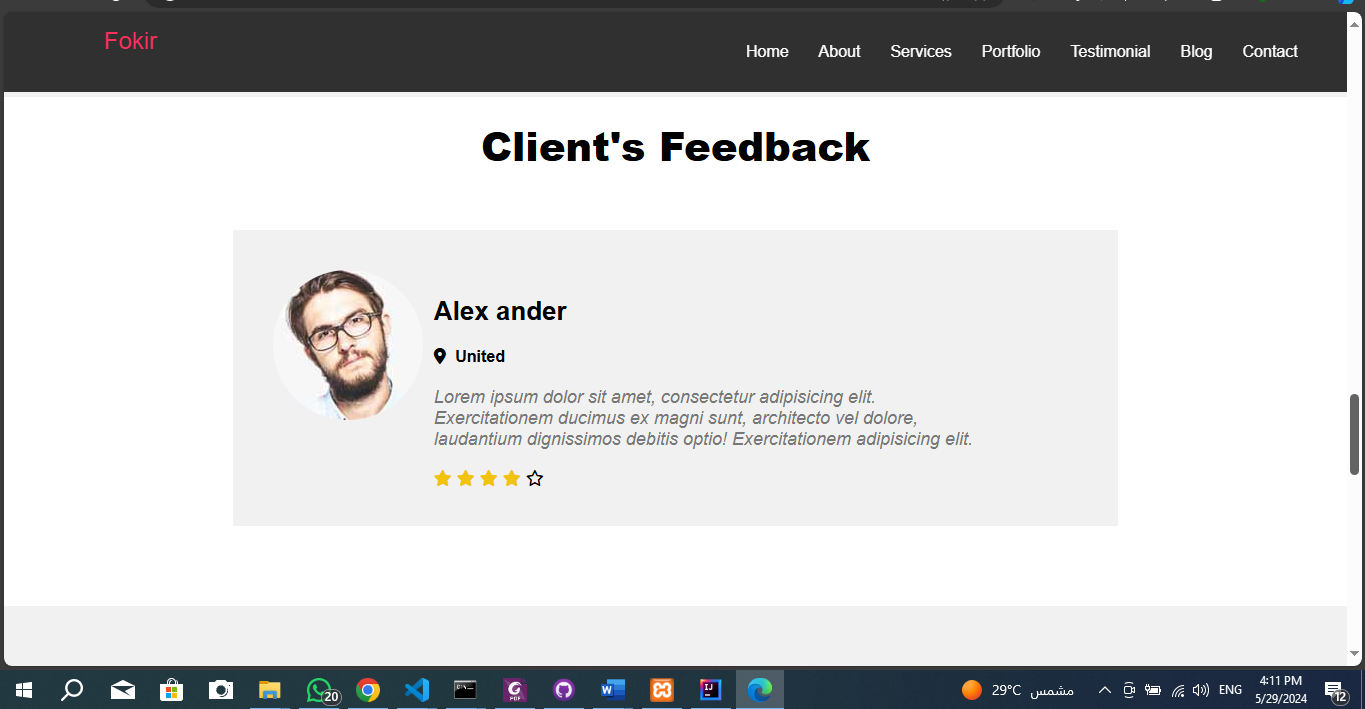 Fokir
Home About Services Portfolio Testimonial Blog Contact
Client's Feedback
Alex ander
United
Lorem ipsum dolor sit amet, consectetur adipisicing elit.
Exercitationem ducimus ex magni sunt, architecto vel dolore,
laudantium dignissimos debitis optio! Exercitationem adipisicing elit.
20
29°C مشمس
ENG
4:11 PM
5/29/2024
12